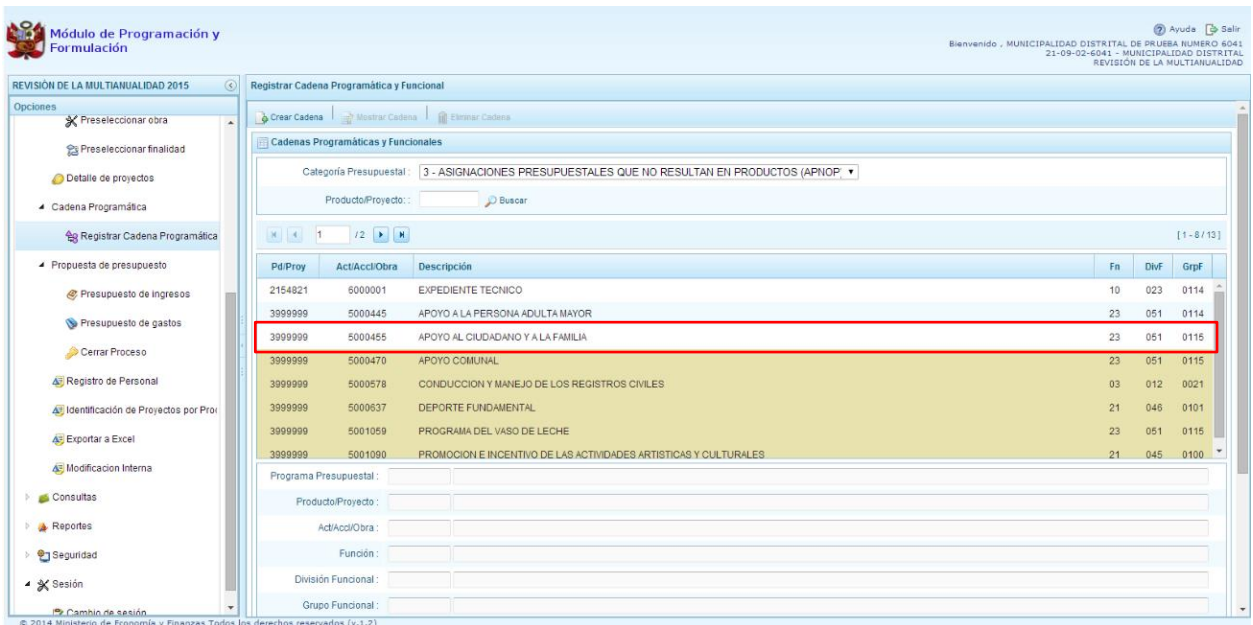 Módulo de Programación y
Formulación
Ayuda Salir
Bienvenido , MUNICIPALIDAD DISTRITAL DE PRUEBA NUMERO 6041
21-09-02-6041 - MUNICIPALIDAD DISTRITAL
REVISIÓN DE LA MULTIANUALIDAD
REVISIÓN DE LA MULTIANUALIDAD 2015
Opciones
Preseleccionar obra
Preseleccionar finalidad
Detalle de proyectos
Cadena Programática
Registrar Cadena Programática
Propuesta de presupuesto
Presupuesto de ingresos
Presupuesto de gastos
Cerrar Proceso
Registro de Personal
Identificación de Proyectos por Pro
Exportar a Excel
Modificacion Interna
Consultas
Reportes
Seguridad
Sesión
Cambio de sesión
Registrar Cadena Programática y Funcional
Crear Cadena Mostrar Cadena Eliminar Cadena
Cadenas Programáticas y Funcionales
Categoría Presupuestal : 3 - ASIGNACIONES PRESUPUESTALES QUE NO RESULTAN EN PRODUCTOS (APNOP)
Producto/Proyecto: : Buscar
1 / 2 [ 1 - 8 / 13 ]
Pd/Proy Act/AccI/Obra Descripción Fn DivF GrpF
2154821 6000001 EXPEDIENTE TECNICO 10 023 0114
3999999 5000445 APOYO A LA PERSONA ADULTA MAYOR 23 051 0114
3999999 5000455 APOYO AL CIUDADANO Y A LA FAMILIA 23 051 0115
3999999 5000470 APOYO COMUNAL 23 051 0115
3999999 5000578 CONDUCCION Y MANEJO DE LOS REGISTROS CIVILES 03 012 0021
3999999 5000637 DEPORTE FUNDAMENTAL 21 046 0101
3999999 5001059 PROGRAMA DEL VASO DE LECHE 23 051 0115
3999999 5001090 PROMOCION E INCENTIVO DE LAS ACTIVIDADES ARTISTICAS Y CULTURALES 21 045 0100
Programa Presupuestal :
Producto/Proyecto :
Act/AccI/Obra :
Función :
División Funcional :
Grupo Funcional :
© 2014 Ministerio de Economía y Finanzas Todos los derechos reservados (v.1.2)